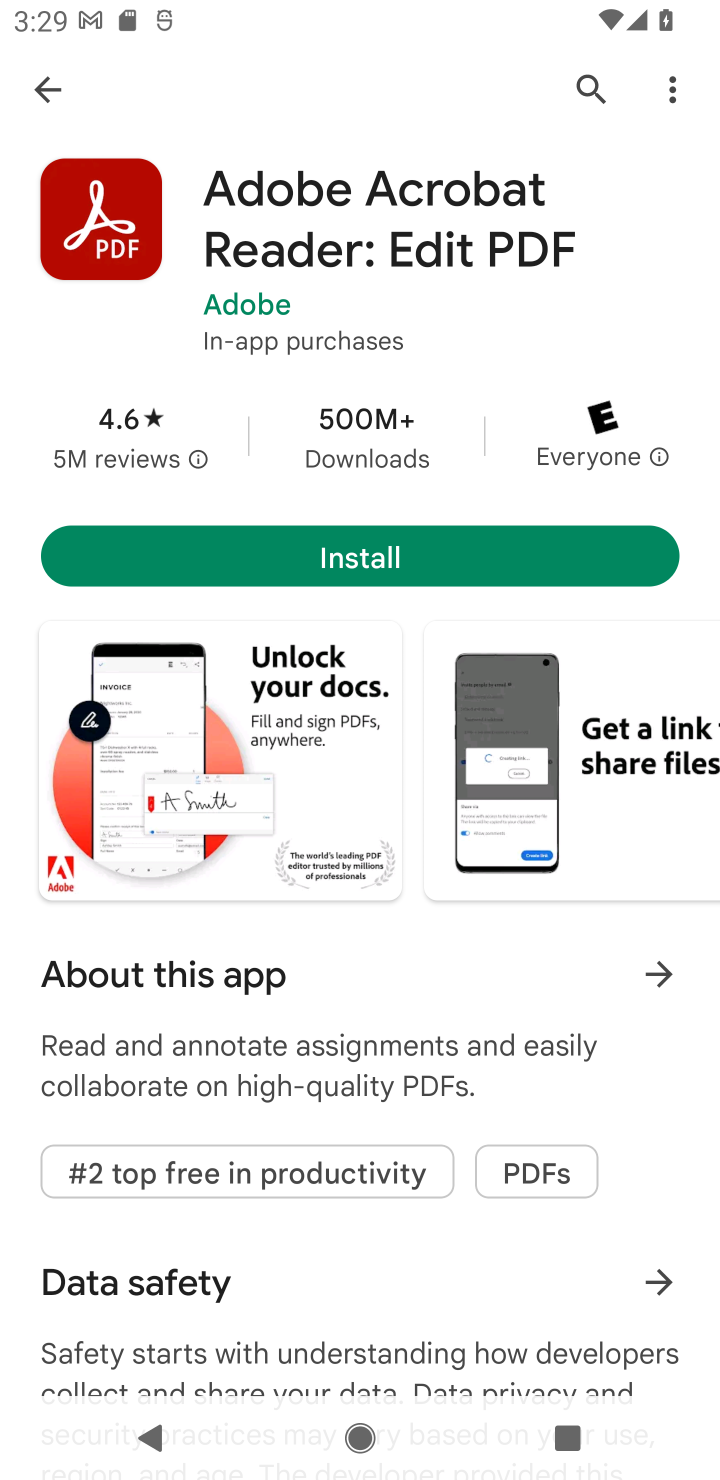 3:29
Adobe Acrobat
Reader: Edit PDF
PDF
Adobe
In-app purchases
4.6★
500M+
E
5M reviews
Downloads
Everyone
Install
Unlock
your docs.
Fill and sign PDFs,
anywhere.
INVOICE
A Smith
The world's leading PDF
editor trusted by millions
of professionals
Adobe
Creating link...
Create link
Get a link
share files
About this app
Read and annotate assignments and easily
collaborate on high-quality PDFs.
#2 top free in productivity
PDFs
Data safety
Safety starts with understanding how developers
collect and share your data. Data privacy and
security practices may vary based on your use,
region, and age. The developer provided this